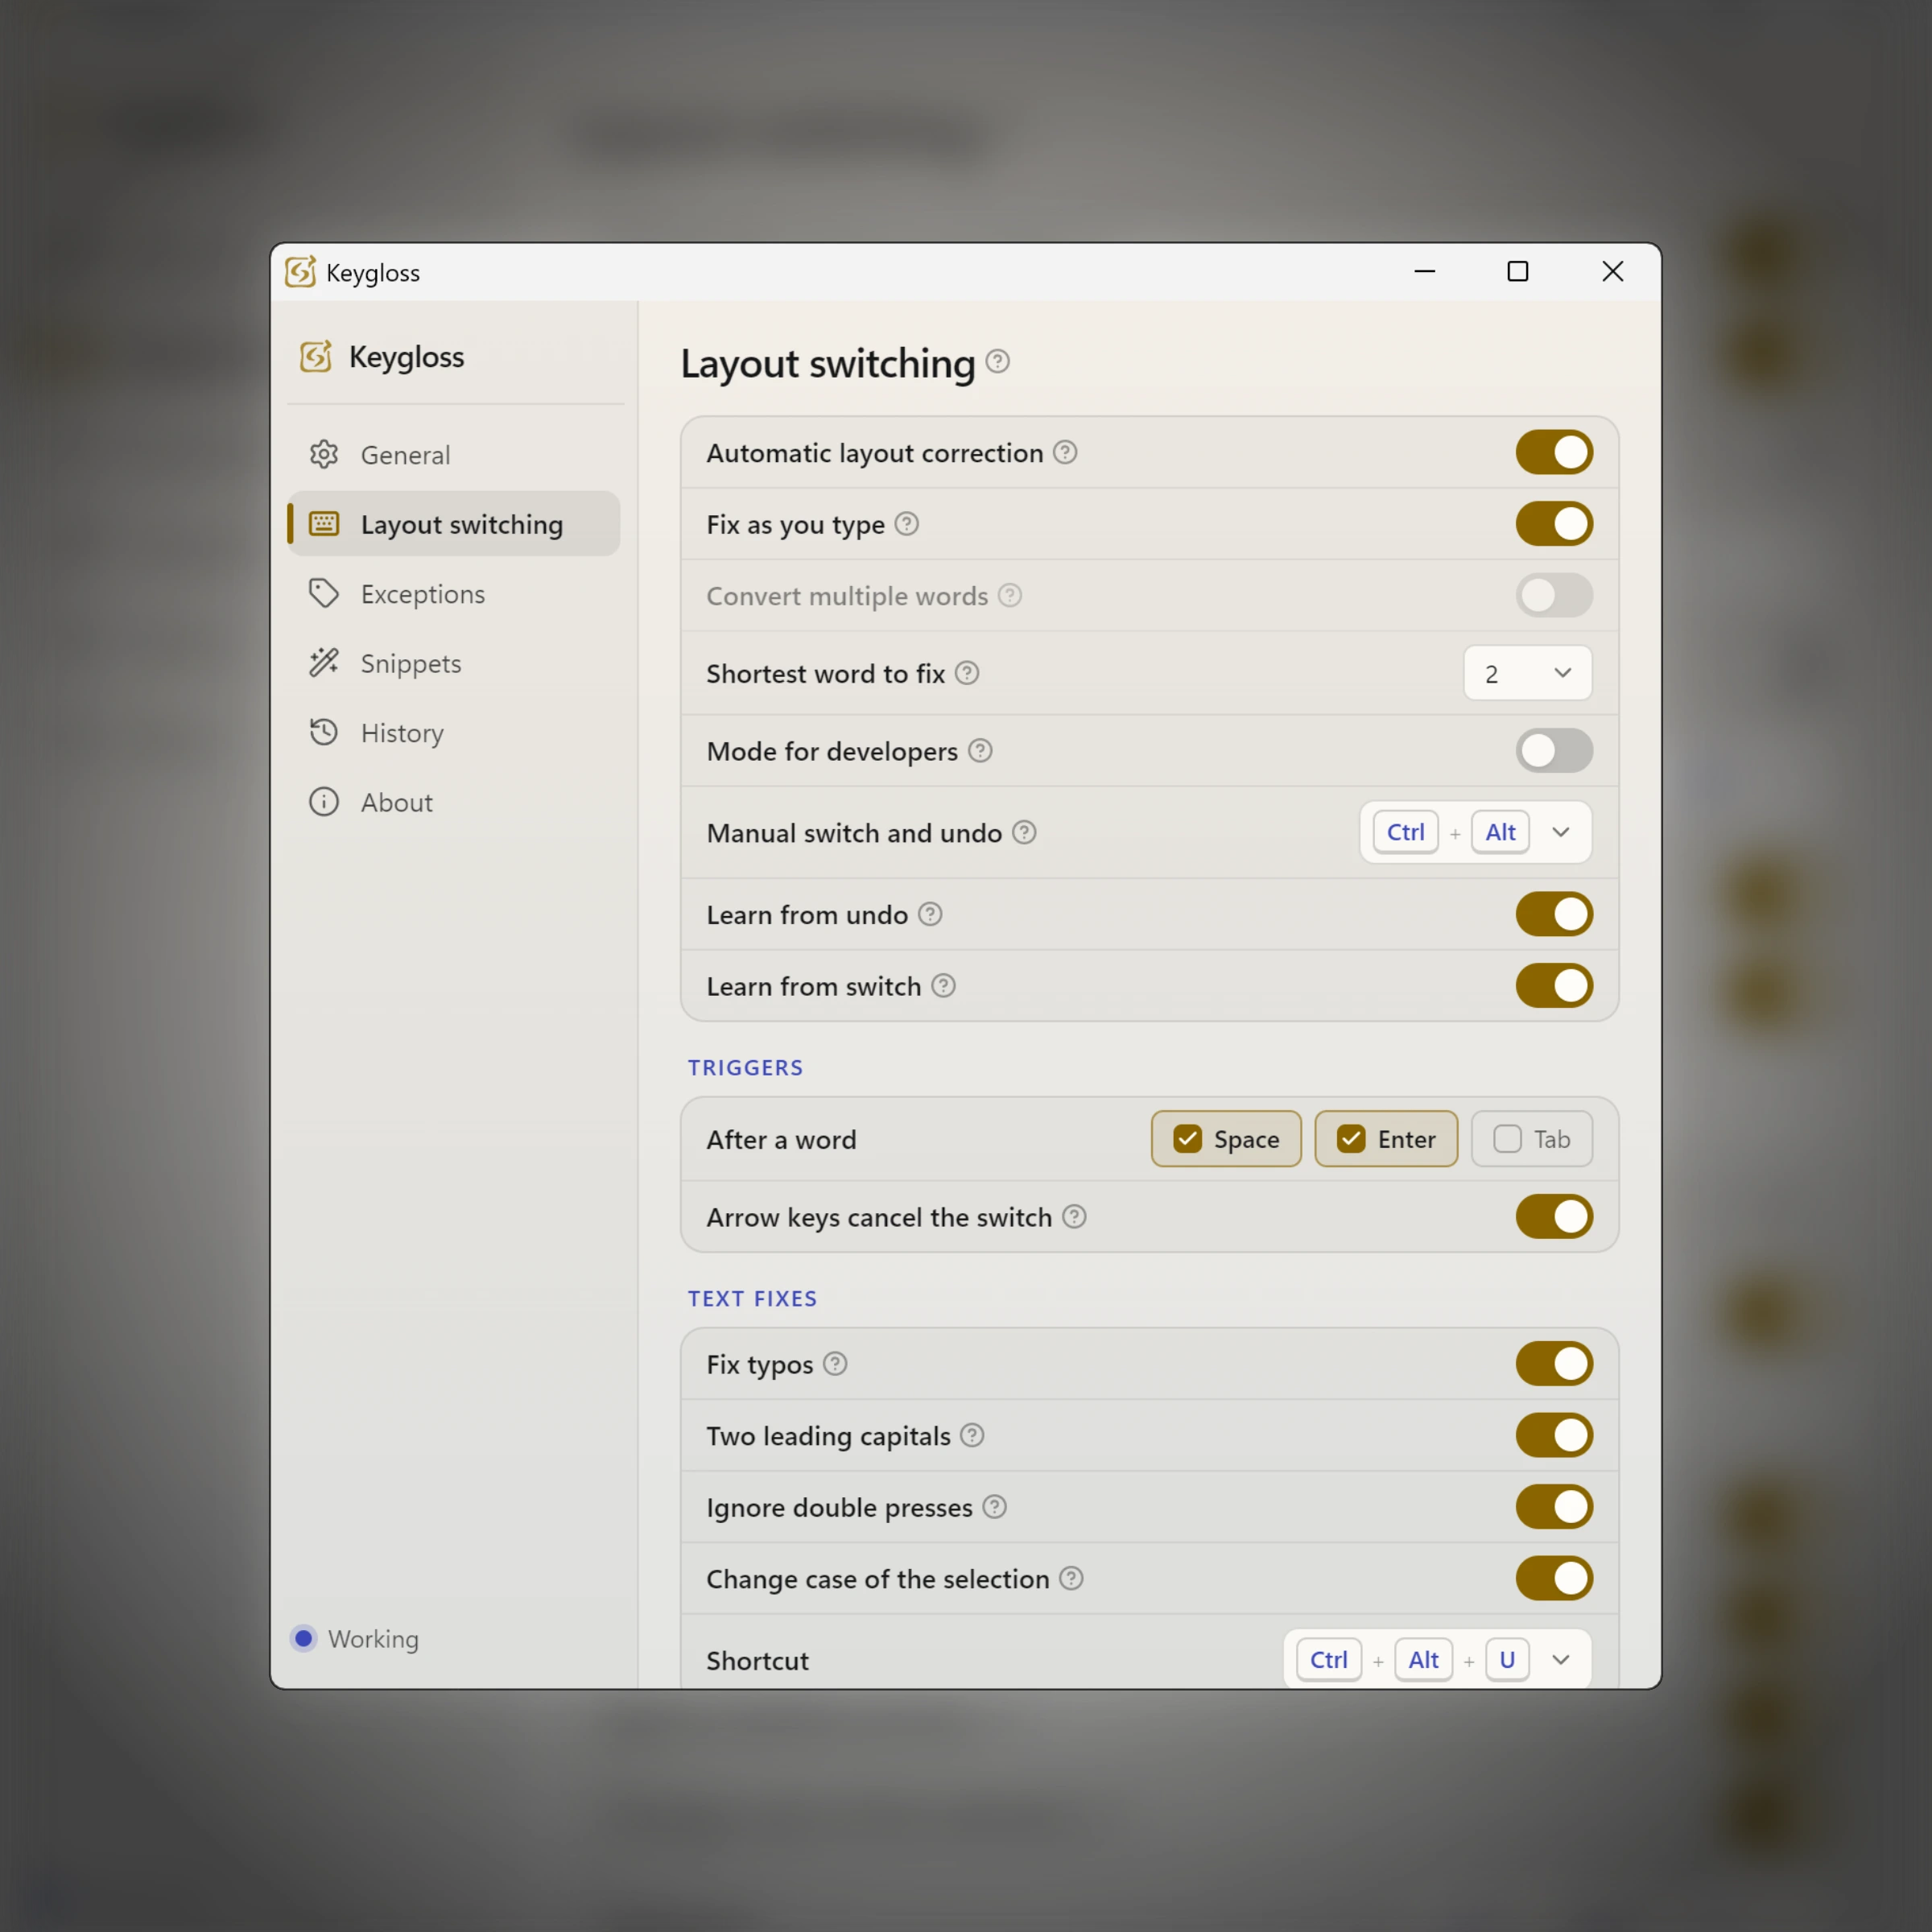 Keygloss
Keygloss
General
Layout switching
Exceptions
Snippets
History
About
Working
Layout switching
Automatic layout correction
Fix as you type
Convert multiple words
Shortest word to fix 2
Mode for developers
Manual switch and undo Ctrl + Alt
Learn from undo
Learn from switch
TRIGGERS
After a word Space Enter Tab
Arrow keys cancel the switch
TEXT FIXES
Fix typos
Two leading capitals
Ignore double presses
Change case of the selection
Shortcut Ctrl + Alt + U